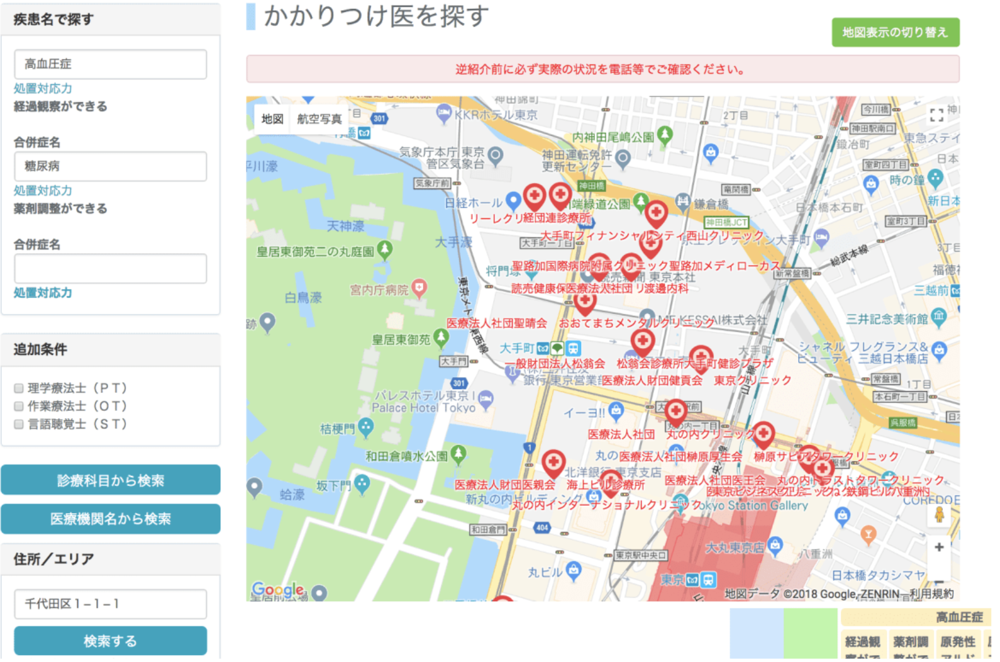 疾患名で探す
高血圧症
処置対応力
経過観察ができる
合併症名
糖尿病
処置対応力
薬剤調整ができる
合併症名
処置対応力
追加条件
理学療法士（ＰＴ）
作業療法士（ＯＴ）
言語聴覚士（ＳＴ）
診療科目から検索
医療機関名から検索
住所／エリア
千代田区１－１－１
検索する
かかりつけ医を探す
地図表示の切り替え
逆紹介前に必ず実際の状況を電話等でご確認ください。
地図
航空写真
301
KKRホテル東京
神田錦町
2丁目
今川橋
神田駅南口
東急ステイ
鍛冶町
内神田尾嶋公園
気象庁本庁 東京
管区気象台
神田運転免許
更新センター
室町四丁目
日本
平川濠
気象庁前
神田橋
竜閑橋
時の鐘
新日本
日経ホール
鎌倉橋
日本橋本石町
リーレクリ
経団連診療所
神田橋JCT
室町3丁目
天神濠
大手濠
大手町一丁目
大手町フィナンシャルシティ西山クリニック
3丁目
皇居東御苑二の丸庭園
総武本線
将門塚
聖路加国際病院附属クリニック聖路加メディローカス
新常盤橋
福徳
東京本社
宮内庁病院
白鳥濠
渡邊内科
三越前
跡
三井記念美術館
医療法人社団聖晴会　おおてまちメンタルクリニック
MF KESSAI株式会社
皇居東御苑
大手町
大手町
シャネル フレグランス&
ビューティ 三越日本橋店
大手門
一般財団法人松翁会　松翁会診療所大手町健診プラザ
銀行 東京営業部
医療法人財団健貢会　東京クリニック
常盤橋
1丁目
301
パレスホテル東京
Palace Hotel Tokyo
本石町一丁目
山手線
イーヨ!!
呉服橋
桔梗門
丸の内一丁目
医療法人社団　丸の内クリニック
和田倉噴水公園
1
医療法人社団榊原厚生会　榊原サピアタワークリニック
北洋銀行 東京支店
坂下門
蛤濠
医療法人財団医親会　海上ビル診療所
医療法人社団医王会　丸の内トラストタワークリニック
新丸の内ビルディング
丸の内インターナショナルクリニック
Tokyo Station Gallery
COREDO
和田倉門
404
東京駅中央口
大丸東京店
八重洲
丸ビル
東京
日本橋タカシマヤ
Google
地図データ ©2018 Google, ZENRIN
利用規約
高血圧症
経過観
薬剤調
原発性